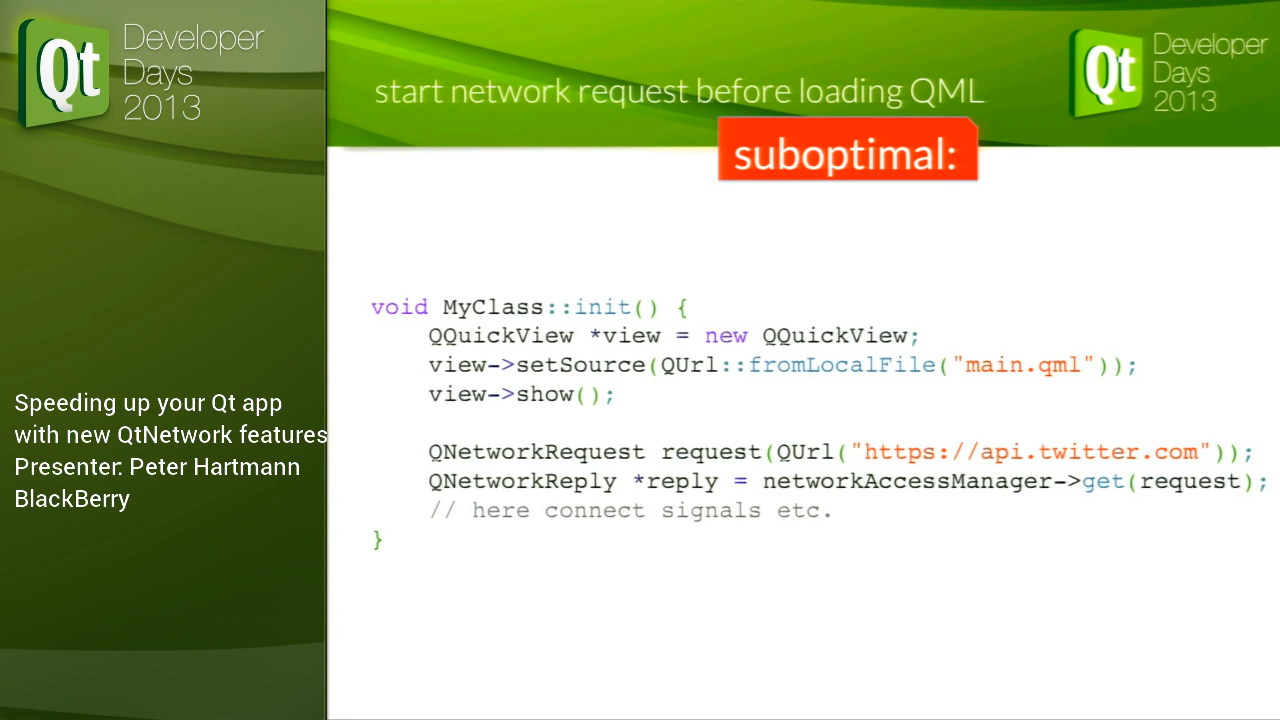 Qt Developer
Days
2013
start network request before loading QML
Qt Developer
Days
2013
suboptimal:
void MyClass::init() {
    QQuickView *view = new QQuickView;
    view->setSource(QUrl::fromLocalFile("main.qml"));
    view->show();
    QNetworkRequest request(QUrl("https://api.twitter.com"));
    QNetworkReply *reply = networkAccessManager->get(request);
    // here connect signals etc.
}
Speeding up your Qt app
with new QtNetwork features
Presenter: Peter Hartmann
BlackBerry